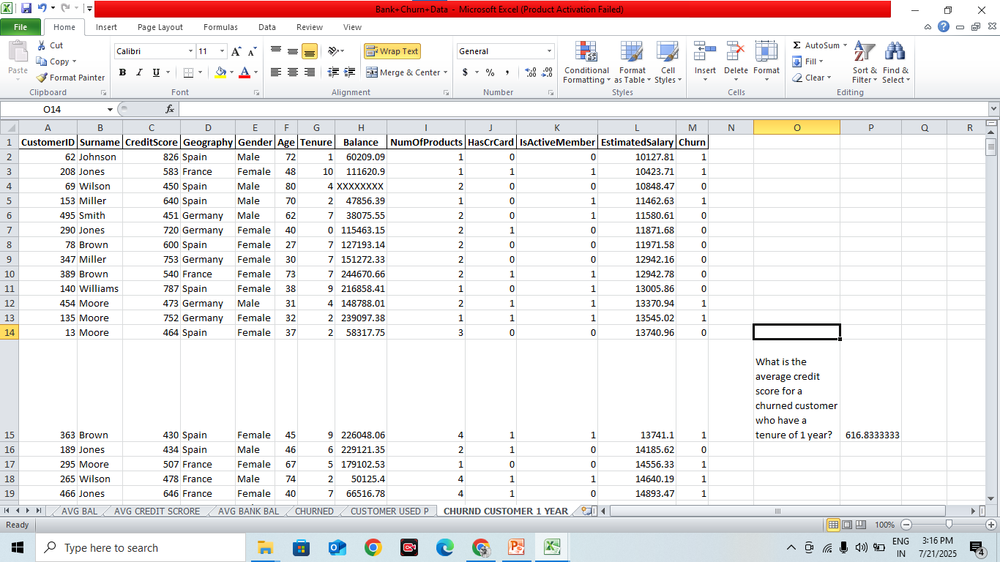 Bank+Churn+Data - Microsoft Excel (Product Activation Failed)
File Home Insert Page Layout Formulas Data Review View
Paste
Cut
Copy
Format Painter
Clipboard
Calibri 11 A A
B I U A
Font
Wrap Text
Merge & Center
Alignment
General
$ % , .00 .0
Number
Conditional Formatting
Format as Table
Cell Styles
Styles
Insert Delete Format
Cells
Σ AutoSum
Fill
Clear
Sort & Filter
Find & Select
Editing
O14 fx
A B C D E F G H I J K L M N O P Q R
1 CustomerID Surname CreditScore Geography Gender Age Tenure Balance NumOfProducts HasCrCard IsActiveMember EstimatedSalary Churn
2 62 Johnson 826 Spain Male 72 1 60209.09 1 0 0 10127.81 1
3 208 Jones 583 France Female 48 10 111620.9 1 1 1 10423.71 1
4 69 Wilson 450 Spain Male 80 4 XXXXXXXX 2 0 0 10848.47 0
5 153 Miller 640 Spain Male 70 2 47856.39 1 0 1 11462.63 1
6 495 Smith 451 Germany Male 62 7 38075.55 2 0 1 11580.61 0
7 290 Jones 720 Germany Female 40 0 115463.15 2 1 0 11871.68 0
8 78 Brown 600 Spain Female 27 7 127193.14 2 0 0 11971.58 0
9 347 Miller 753 Germany Female 30 7 151272.33 2 0 0 12942.16 0
10 389 Brown 540 France Female 73 7 244670.66 2 1 1 12942.78 0
11 140 Williams 787 Spain Female 38 9 216858.41 1 0 1 13005.86 0
12 454 Moore 473 Germany Male 31 4 148788.01 2 1 1 13370.94 1
13 135 Moore 752 Germany Female 32 2 239097.38 1 1 1 13545.02 1
14 13 Moore 464 Spain Female 37 2 58317.75 3 0 0 13740.96 0
What is the
average credit
score for a
churned customer
who have a
15 363 Brown 430 Spain Female 45 9 226048.06 4 1 1 13741.1 1 tenure of 1 year? 616.8333333
16 189 Jones 434 Spain Male 46 6 229121.35 2 1 0 14185.62 0
17 295 Moore 507 France Female 67 5 179102.53 1 0 0 14556.33 1
18 265 Wilson 478 France Male 74 2 50125.4 4 1 1 14640.19 1
19 466 Jones 646 France Female 40 7 66516.78 4 1 0 14893.47 1
AVG BAL AVG CREDIT SCRORE AVG BANK BAL CHURNED CUSTOMER USED P CHURND CUSTOMER 1 YEAR
Ready 100%
Type here to search
ENG
IN
3:16 PM
7/21/2025
4